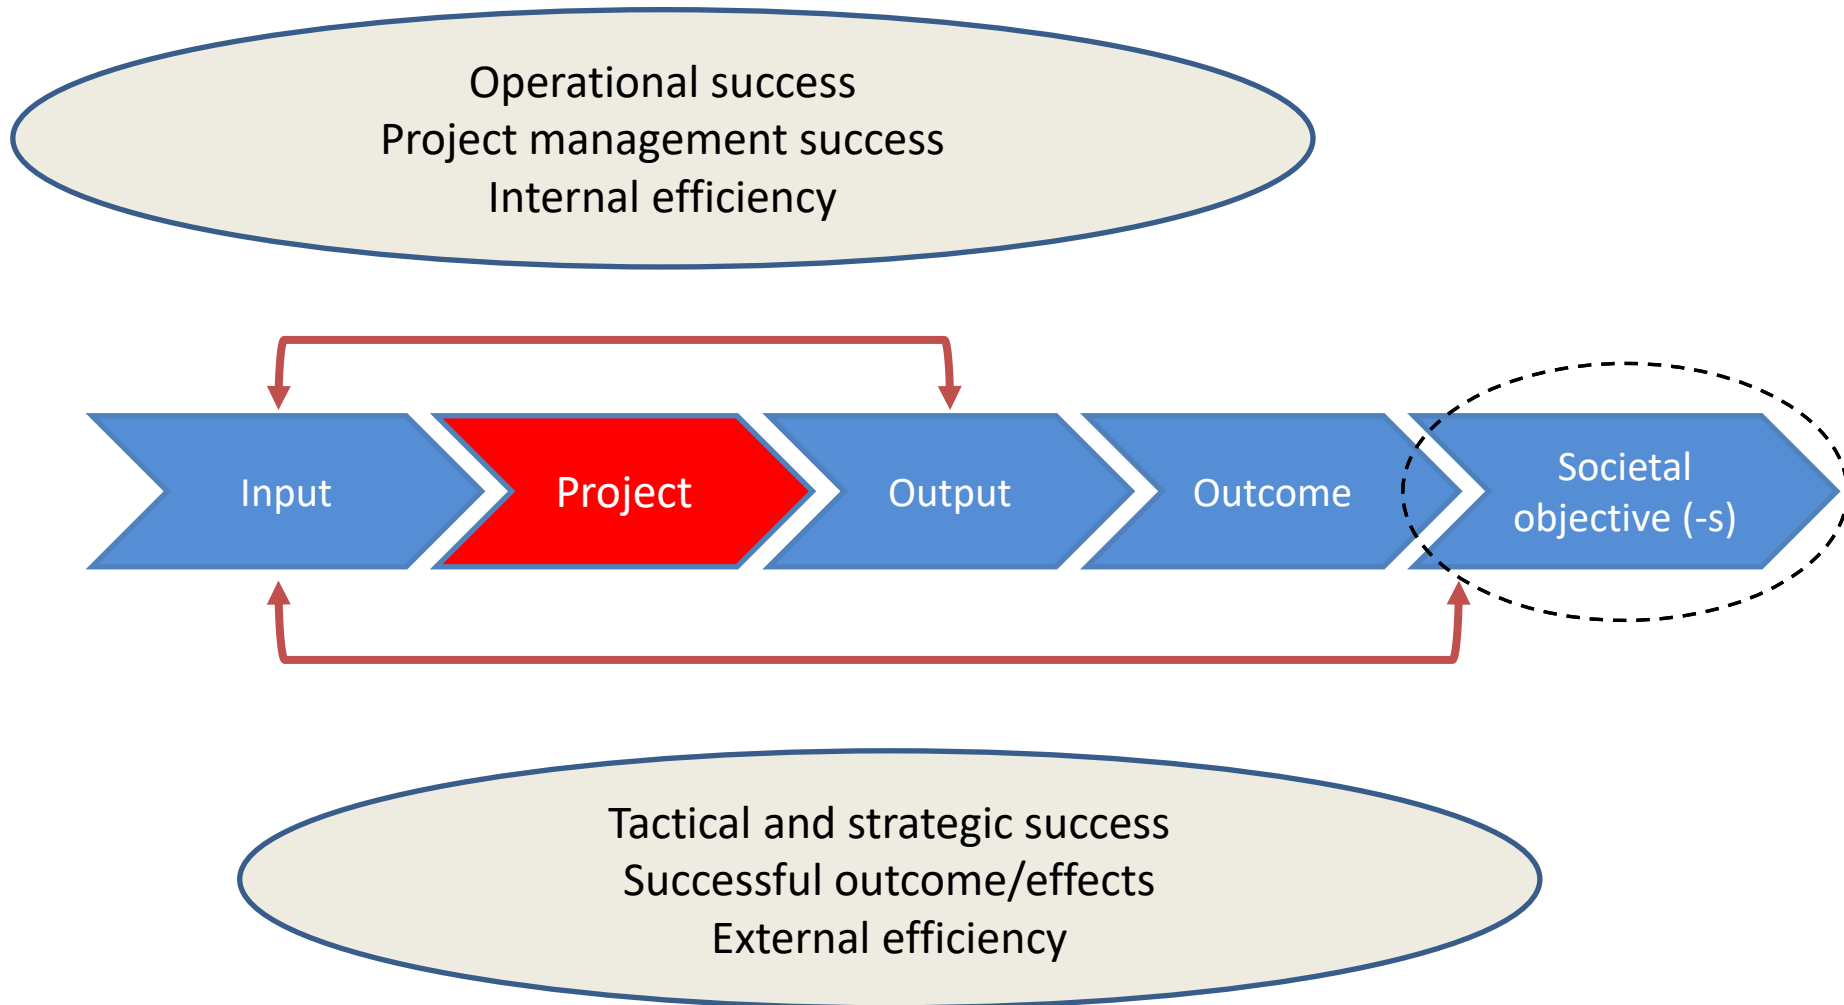 Operational success
Project management success
Internal efficiency
Input
Project
Output
Outcome
Societal
objective (-s)
Tactical and strategic success
Successful outcome/effects
External efficiency